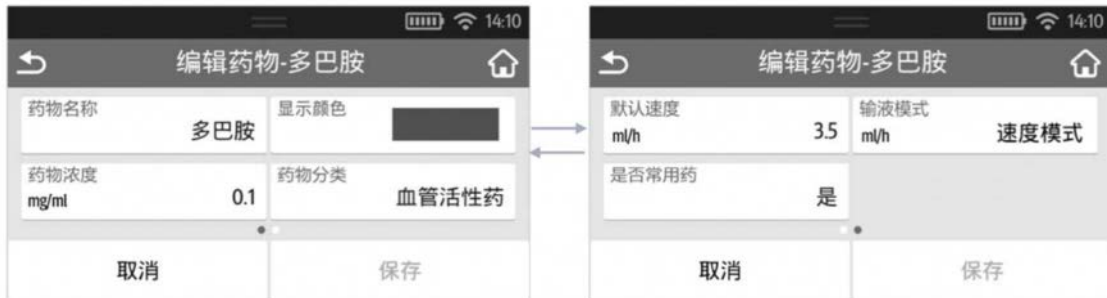 14:10
编辑药物-多巴胺
药物名称
多巴胺
显示颜色
药物浓度
mg/ml
0.1
药物分类
血管活性药
取消
保存
14:10
编辑药物-多巴胺
默认速度
ml/h
3.5
输液模式
ml/h
速度模式
是否常用药
是
取消
保存